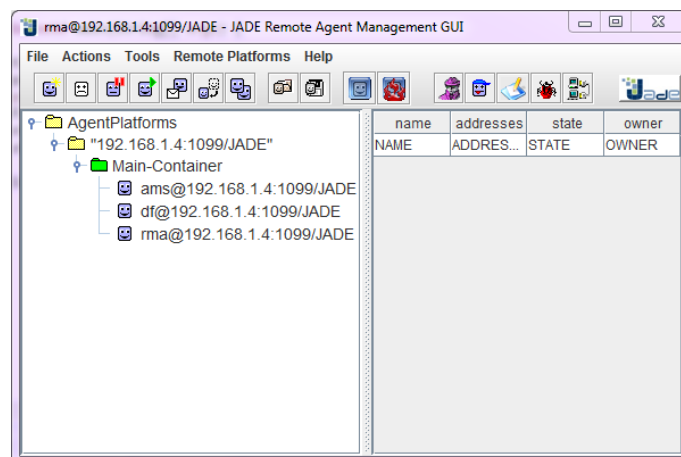 rma@192.168.1.4:1099/JADE - JADE Remote Agent Management GUI
File Actions Tools Remote Platforms Help
Jade
AgentPlatforms
"192.168.1.4:1099/JADE"
Main-Container
ams@192.168.1.4:1099/JADE
df@192.168.1.4:1099/JADE
rma@192.168.1.4:1099/JADE
name addresses state owner
NAME ADDRES... STATE OWNER